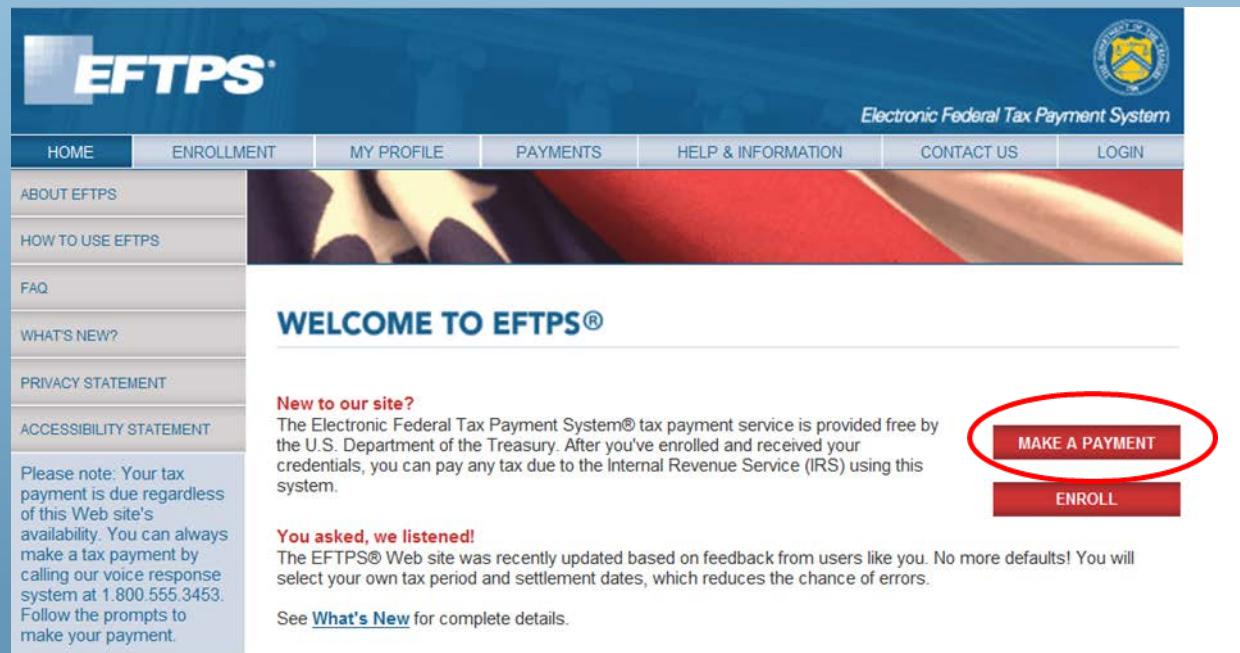 EFTPS®
THE DEPARTMENT OF THE TREASURY
1789
Electronic Federal Tax Payment System
HOME ENROLLMENT MY PROFILE PAYMENTS HELP & INFORMATION CONTACT US LOGIN
ABOUT EFTPS
HOW TO USE EFTPS
FAQ
WHAT'S NEW?
PRIVACY STATEMENT
ACCESSIBILITY STATEMENT
Please note: Your tax
payment is due regardless
of this Web site's
availability. You can always
make a tax payment by
calling our voice response
system at 1.800.555.3453.
Follow the prompts to
make your payment.
WELCOME TO EFTPS®
New to our site?
The Electronic Federal Tax Payment System® tax payment service is provided free by
the U.S. Department of the Treasury. After you've enrolled and received your
credentials, you can pay any tax due to the Internal Revenue Service (IRS) using this
system.
MAKE A PAYMENT
ENROLL
You asked, we listened!
The EFTPS® Web site was recently updated based on feedback from users like you. No more defaults! You will
select your own tax period and settlement dates, which reduces the chance of errors.
See What's New for complete details.